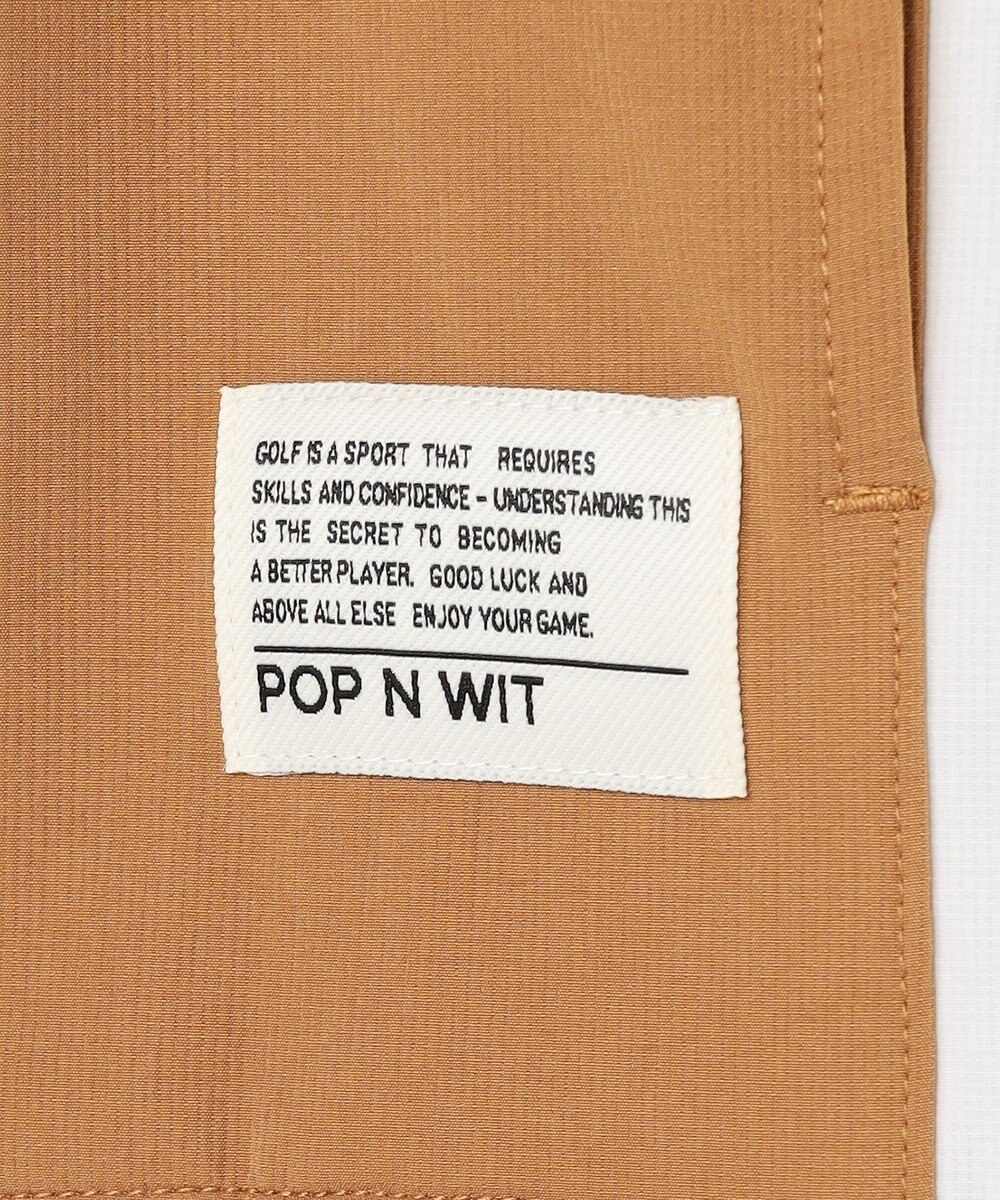 GOLF IS A SPORT THAT REQUIRES
SKILLS AND CONFIDENCE - UNDERSTANDING THIS
IS THE SECRET TO BECOMING
A BETTER PLAYER. GOOD LUCK AND
ABOVE ALL ELSE ENJOY YOUR GAME.
POP N WIT